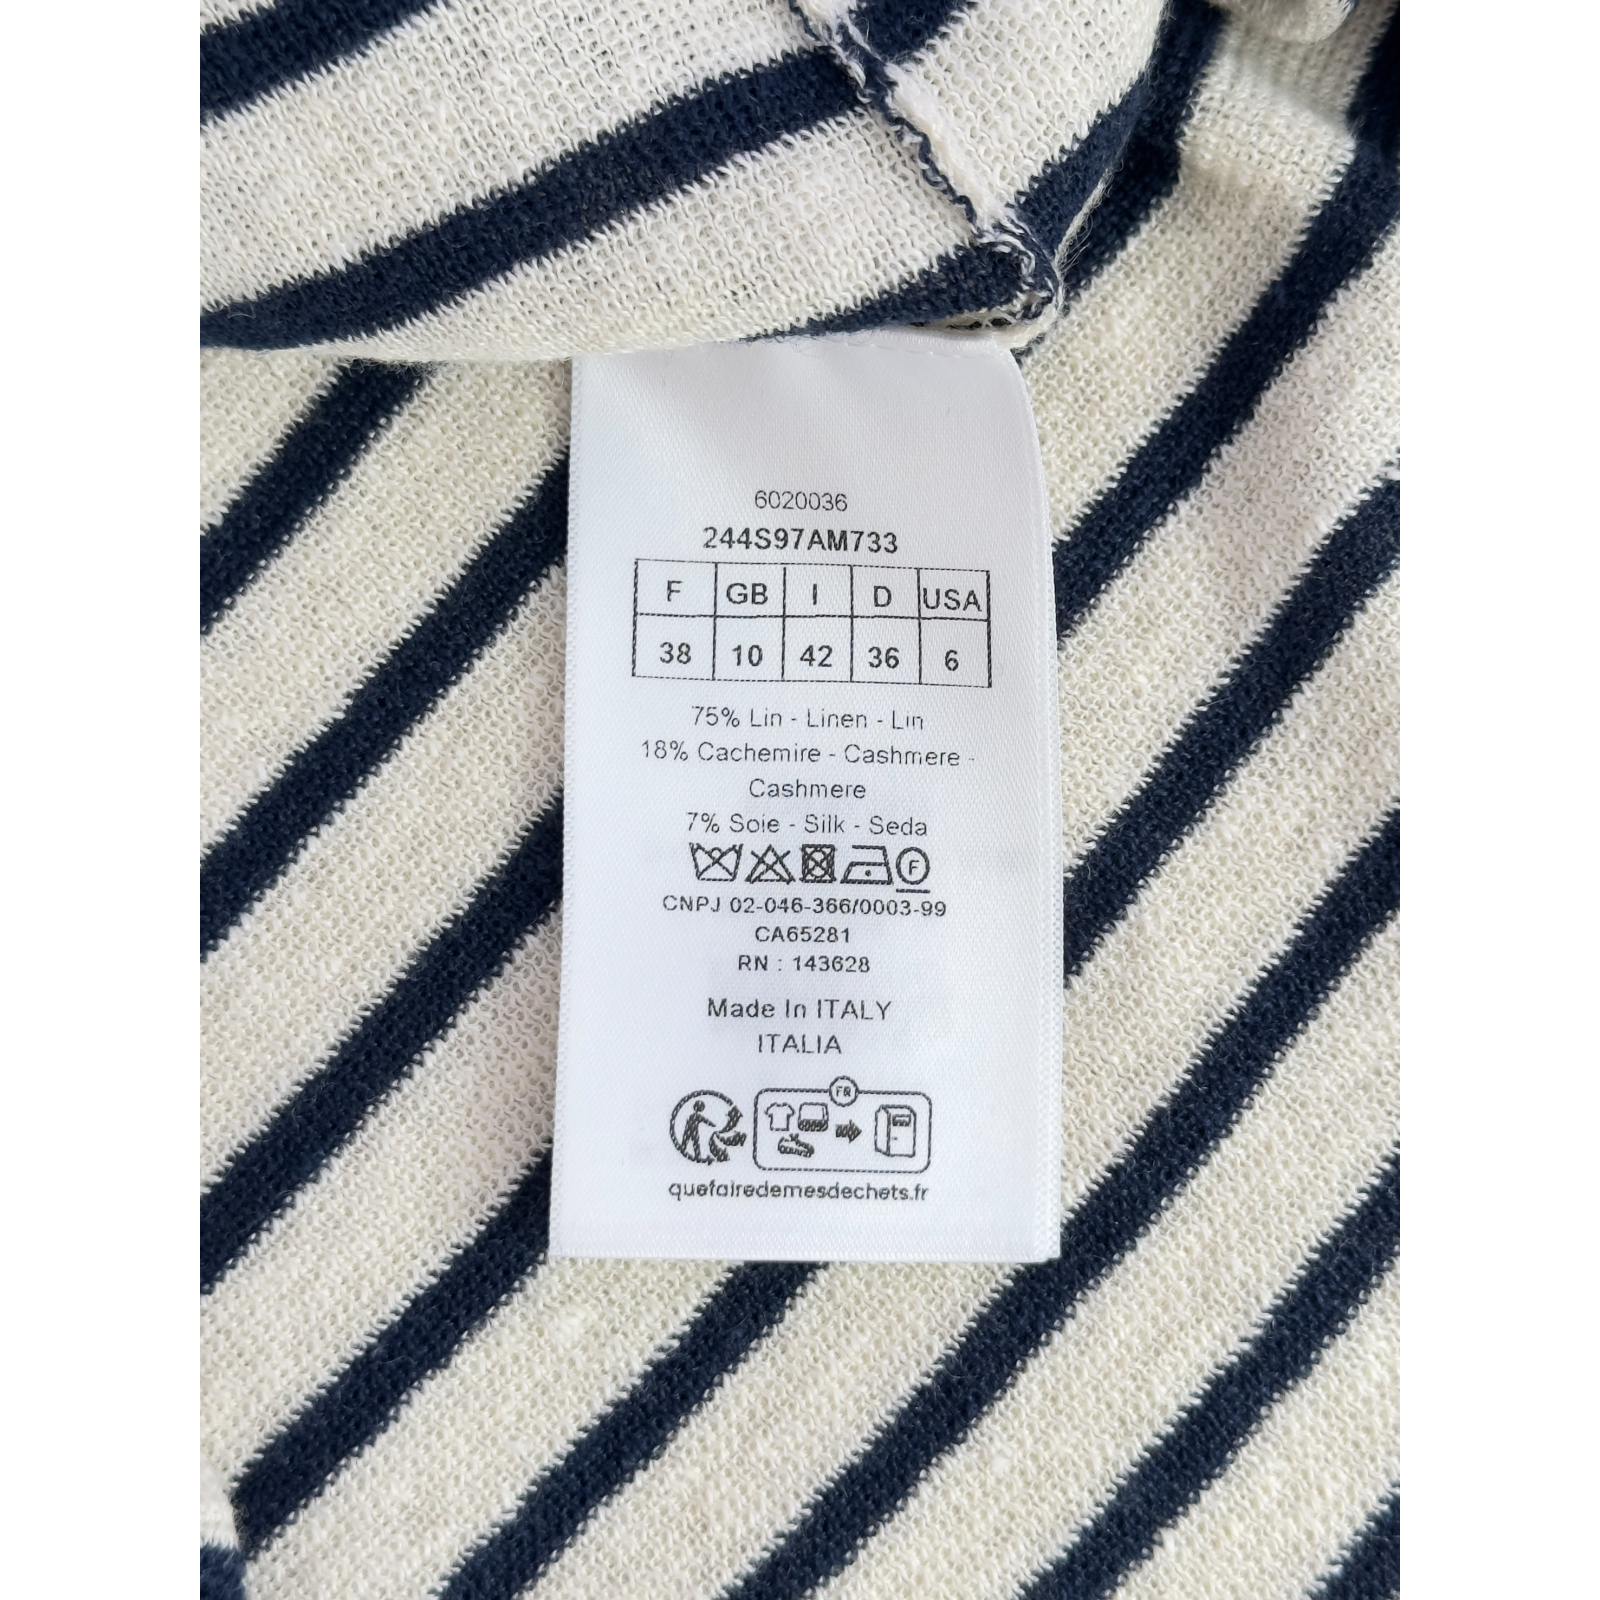 6020036
244S97AM733
F GB I D USA
38 10 42 36 6
75% Lin - Linen - Lin
18% Cachemire - Cashmere -
Cashmere
7% Soie - Silk - Seda
F
CNPJ 02-046-366/0003-99
CA65281
RN : 143628
Made In ITALY
ITALIA
FR
quefairedemesdechets.fr